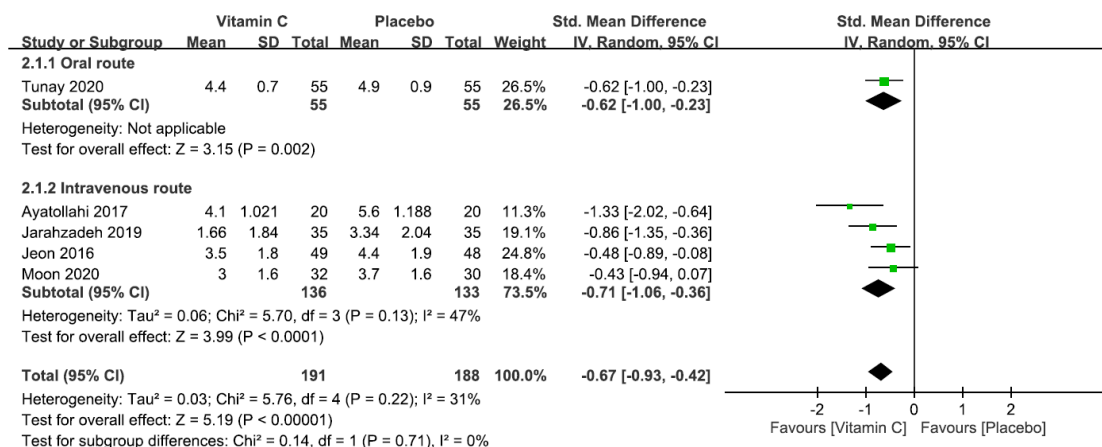 Vitamin C Placebo Std. Mean Difference Std. Mean Difference
Study or Subgroup Mean SD Total Mean SD Total Weight IV, Random, 95% CI IV, Random, 95% CI
2.1.1 Oral route
Tunay 2020 4.4 0.7 55 4.9 0.9 55 26.5% -0.62 [-1.00, -0.23]
Subtotal (95% CI) 55 55 26.5% -0.62 [-1.00, -0.23]
Heterogeneity: Not applicable
Test for overall effect: Z = 3.15 (P = 0.002)
2.1.2 Intravenous route
Ayatollahi 2017 4.1 1.021 20 5.6 1.188 20 11.3% -1.33 [-2.02, -0.64]
Jarahzadeh 2019 1.66 1.84 35 3.34 2.04 35 19.1% -0.86 [-1.35, -0.36]
Jeon 2016 3.5 1.8 49 4.4 1.9 48 24.8% -0.48 [-0.89, -0.08]
Moon 2020 3 1.6 32 3.7 1.6 30 18.4% -0.43 [-0.94, 0.07]
Subtotal (95% CI) 136 133 73.5% -0.71 [-1.06, -0.36]
Heterogeneity: Tau² = 0.06; Chi² = 5.70, df = 3 (P = 0.13); I² = 47%
Test for overall effect: Z = 3.99 (P < 0.0001)
Total (95% CI) 191 188 100.0% -0.67 [-0.93, -0.42]
Heterogeneity: Tau² = 0.03; Chi² = 5.76, df = 4 (P = 0.22); I² = 31%
-2 -1 0 1 2
Test for overall effect: Z = 5.19 (P < 0.00001)
Favours [Vitamin C] Favours [Placebo]
Test for subgroup differences: Chi² = 0.14, df = 1 (P = 0.71), I² = 0%